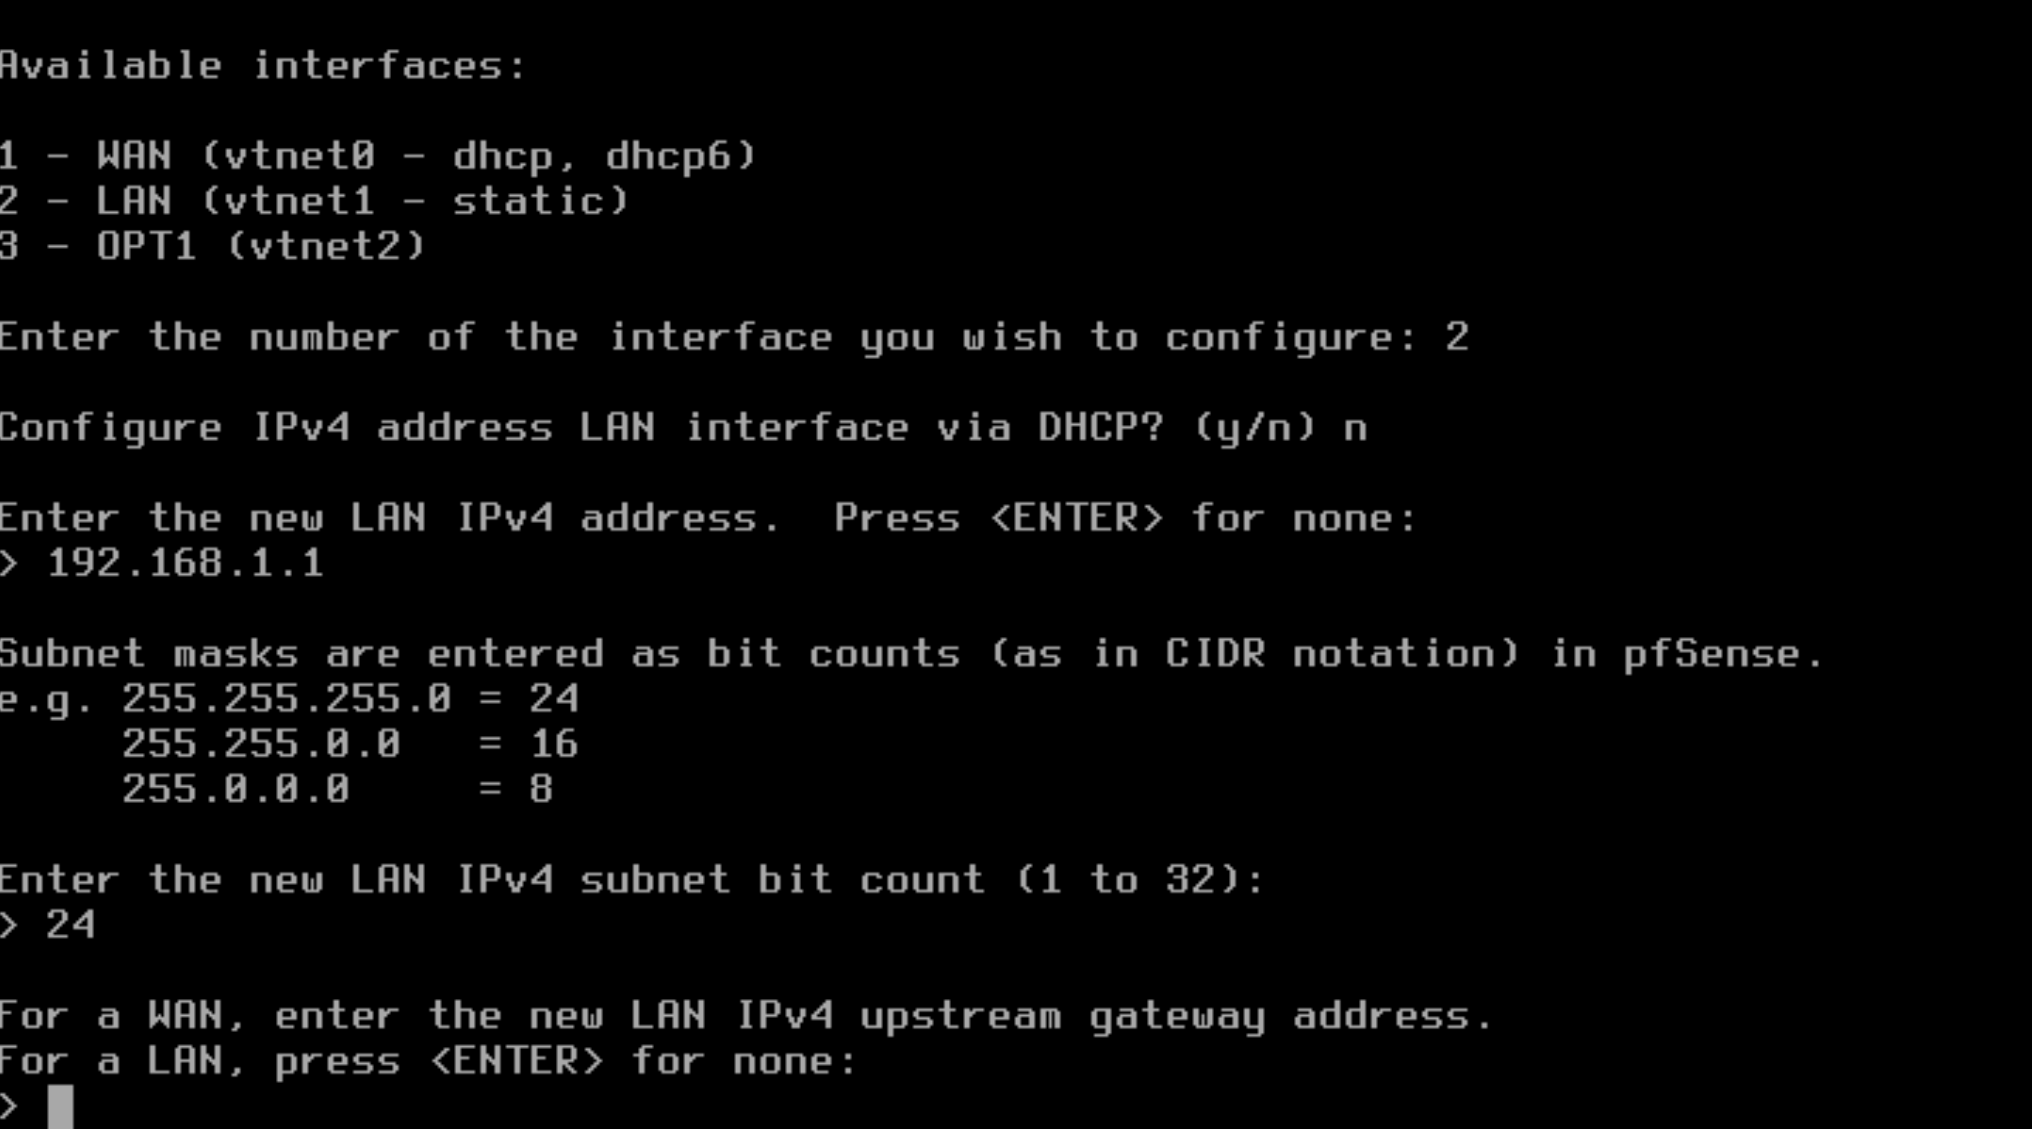 Available interfaces:
1 - WAN (vtnet0 - dhcp, dhcp6)
2 - LAN (vtnet1 - static)
3 - OPT1 (vtnet2)
Enter the number of the interface you wish to configure: 2
Configure IPv4 address LAN interface via DHCP? (y/n) n
Enter the new LAN IPv4 address.  Press <ENTER> for none:
> 192.168.1.1
Subnet masks are entered as bit counts (as in CIDR notation) in pfSense.
e.g. 255.255.255.0 = 24
     255.255.0.0   = 16
     255.0.0.0     = 8
Enter the new LAN IPv4 subnet bit count (1 to 32):
> 24
For a WAN, enter the new LAN IPv4 upstream gateway address.
For a LAN, press <ENTER> for none:
>